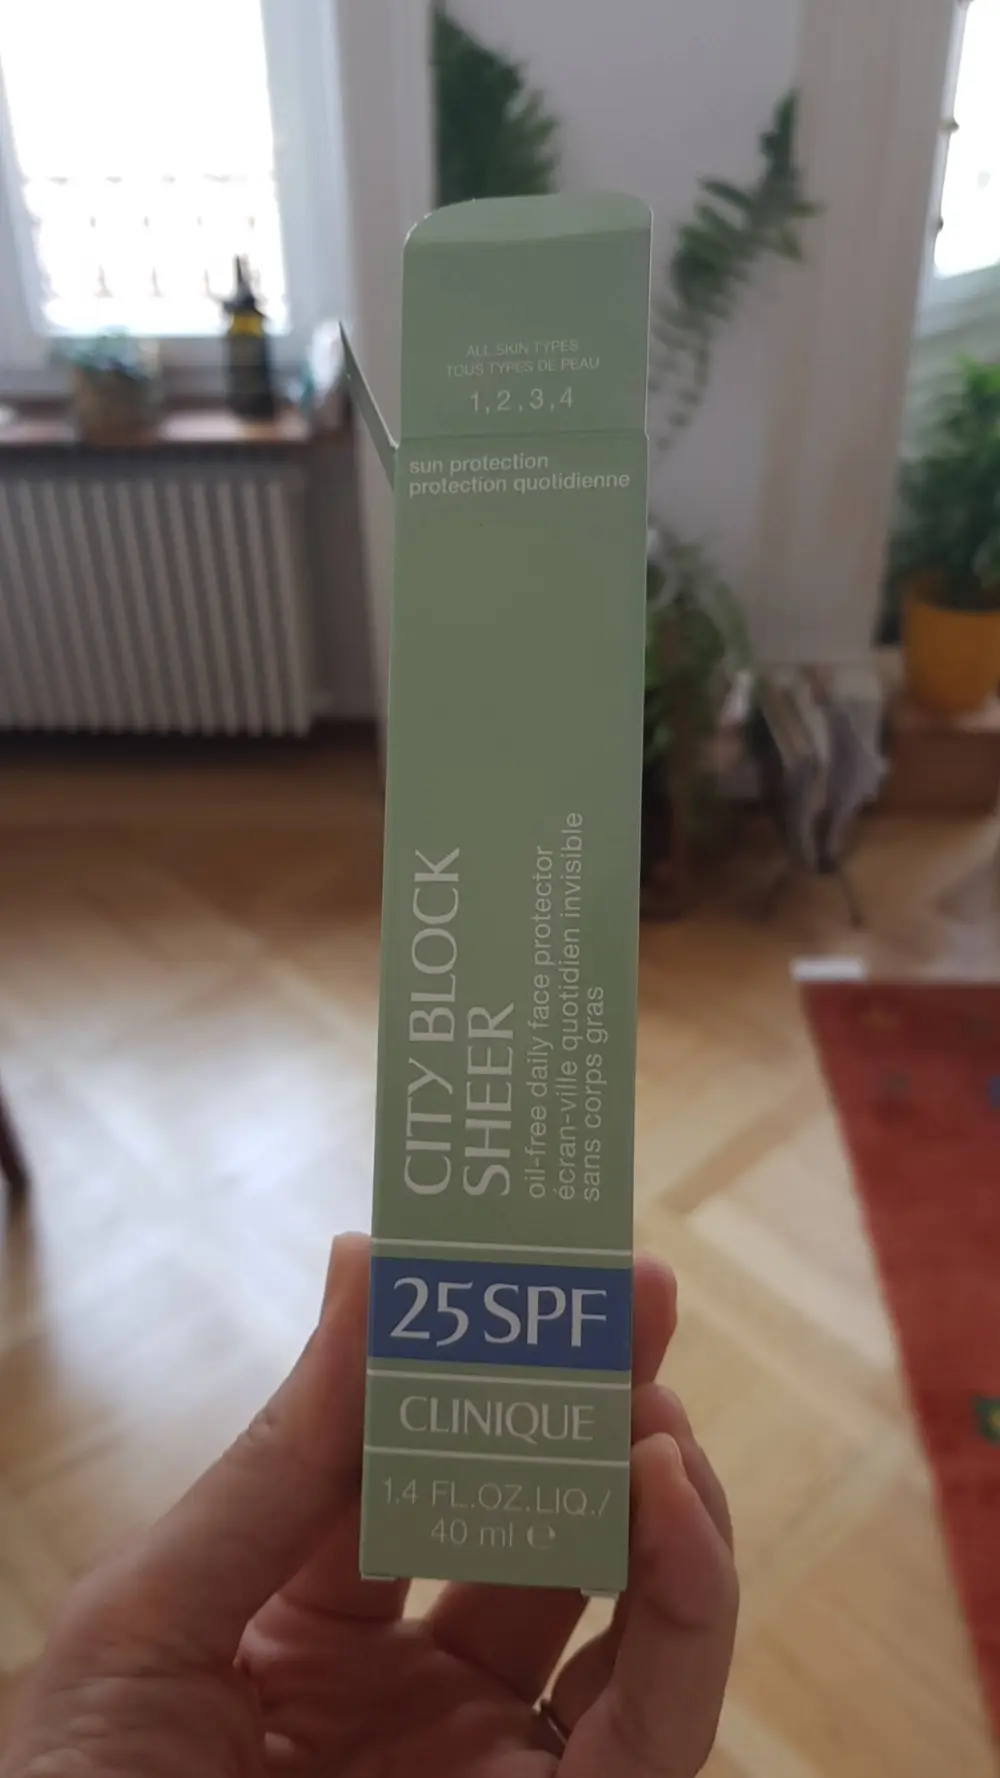 ALL SKIN TYPES
TOUS TYPES DE PEAU
1, 2, 3, 4
sun protection
protection quotidienne
CITY BLOCK
SHEER
oil-free daily face protector
écran-ville quotidien invisible
sans corps gras
25 SPF
CLINIQUE
1.4 FL.OZ.LIQ./
40 ml ℮